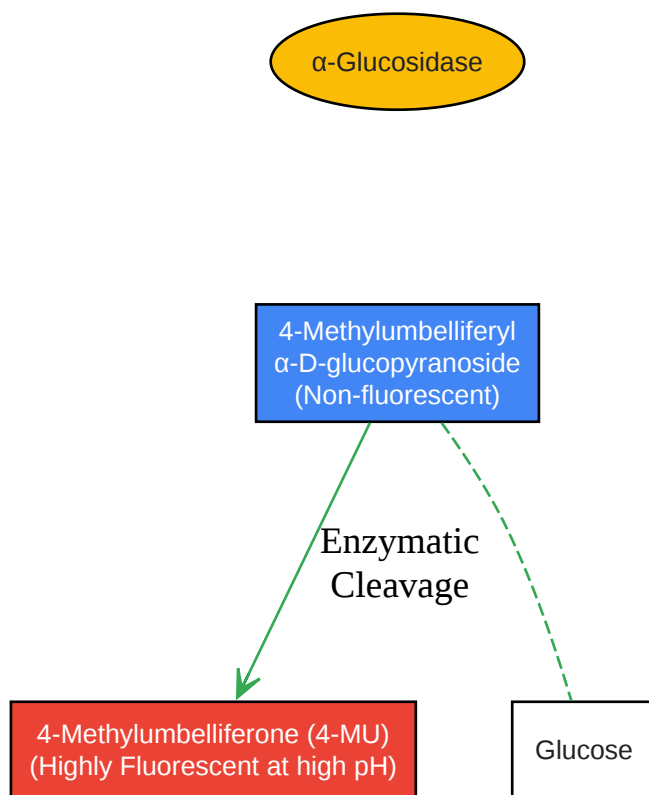 α-Glucosidase
4-Methylumbelliferyl
α-D-glucopyranoside
(Non-fluorescent)
Enzymatic
Cleavage
4-Methylumbelliferone (4-MU)
(Highly Fluorescent at high pH)
Glucose